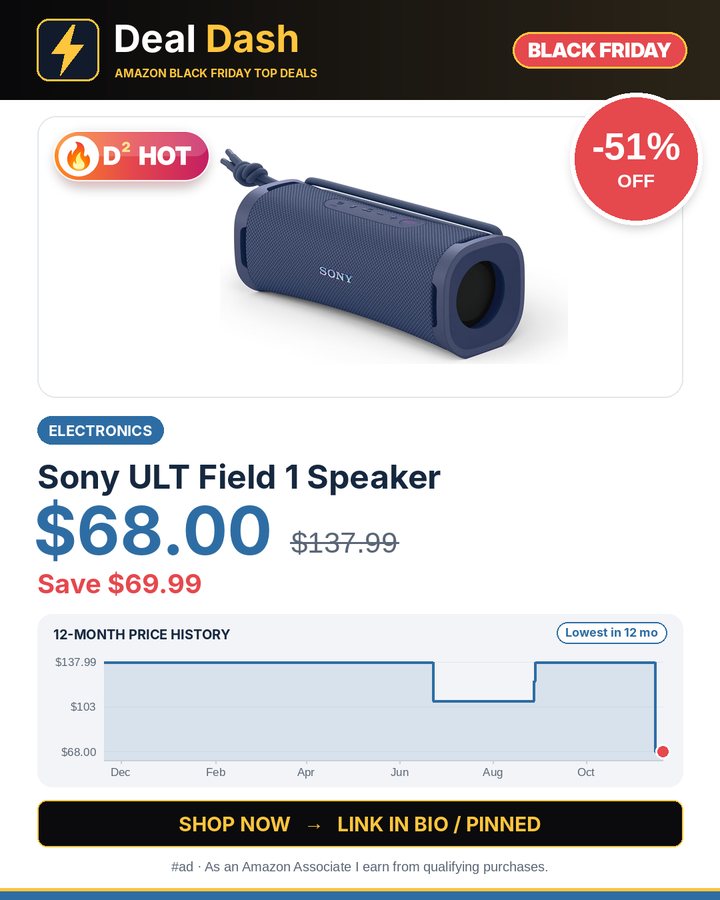 Deal Dash
AMAZON BLACK FRIDAY TOP DEALS
BLACK FRIDAY
-51%
OFF
D² HOT
SONY
ELECTRONICS
Sony ULT Field 1 Speaker
$68.00 $137.99
Save $69.99
12-MONTH PRICE HISTORY
Lowest in 12 mo
$137.99
$103
$68.00
Dec Feb Apr Jun Aug Oct
SHOP NOW → LINK IN BIO / PINNED
#ad · As an Amazon Associate I earn from qualifying purchases.